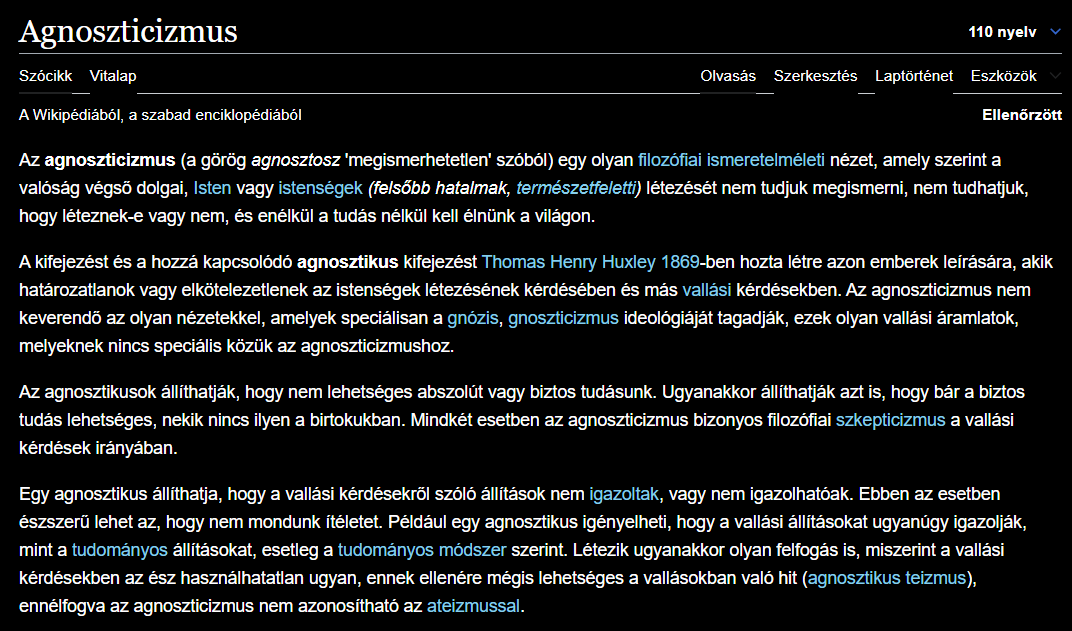 Agnoszticizmus
110 nyelv
Szócikk Vitalap Olvasás Szerkesztés Laptörténet Eszközök
A Wikipédiából, a szabad enciklopédiából
Ellenőrzött
Az agnoszticizmus (a görög agnosztosz 'megismerhetetlen' szóból) egy olyan filozófiai ismeretelméleti nézet, amely szerint a
valóság végső dolgai, Isten vagy istenségek (felsőbb hatalmak, természetfeletti) létezését nem tudjuk megismerni, nem tudhatjuk,
hogy léteznek-e vagy nem, és enélkül a tudás nélkül kell élnünk a világon.
A kifejezést és a hozzá kapcsolódó agnosztikus kifejezést Thomas Henry Huxley 1869-ben hozta létre azon emberek leírására, akik
határozatlanok vagy elkötelezetlenek az istenségek létezésének kérdésében és más vallási kérdésekben. Az agnoszticizmus nem
keverendő az olyan nézetekkel, amelyek speciálisan a gnózis, gnoszticizmus ideológiáját tagadják, ezek olyan vallási áramlatok,
melyeknek nincs speciális közük az agnoszticizmushoz.
Az agnosztikusok állíthatják, hogy nem lehetséges abszolút vagy biztos tudásunk. Ugyanakkor állíthatják azt is, hogy bár a biztos
tudás lehetséges, nekik nincs ilyen a birtokukban. Mindkét esetben az agnoszticizmus bizonyos filozófiai szkepticizmus a vallási
kérdések irányában.
Egy agnosztikus állíthatja, hogy a vallási kérdésekről szóló állítások nem igazoltak, vagy nem igazolhatóak. Ebben az esetben
észszerű lehet az, hogy nem mondunk ítéletet. Például egy agnosztikus igényelheti, hogy a vallási állításokat ugyanúgy igazolják,
mint a tudományos állításokat, esetleg a tudományos módszer szerint. Létezik ugyanakkor olyan felfogás is, miszerint a vallási
kérdésekben az ész használhatatlan ugyan, ennek ellenére mégis lehetséges a vallásokban való hit (agnosztikus teizmus),
ennélfogva az agnoszticizmus nem azonosítható az ateizmussal.